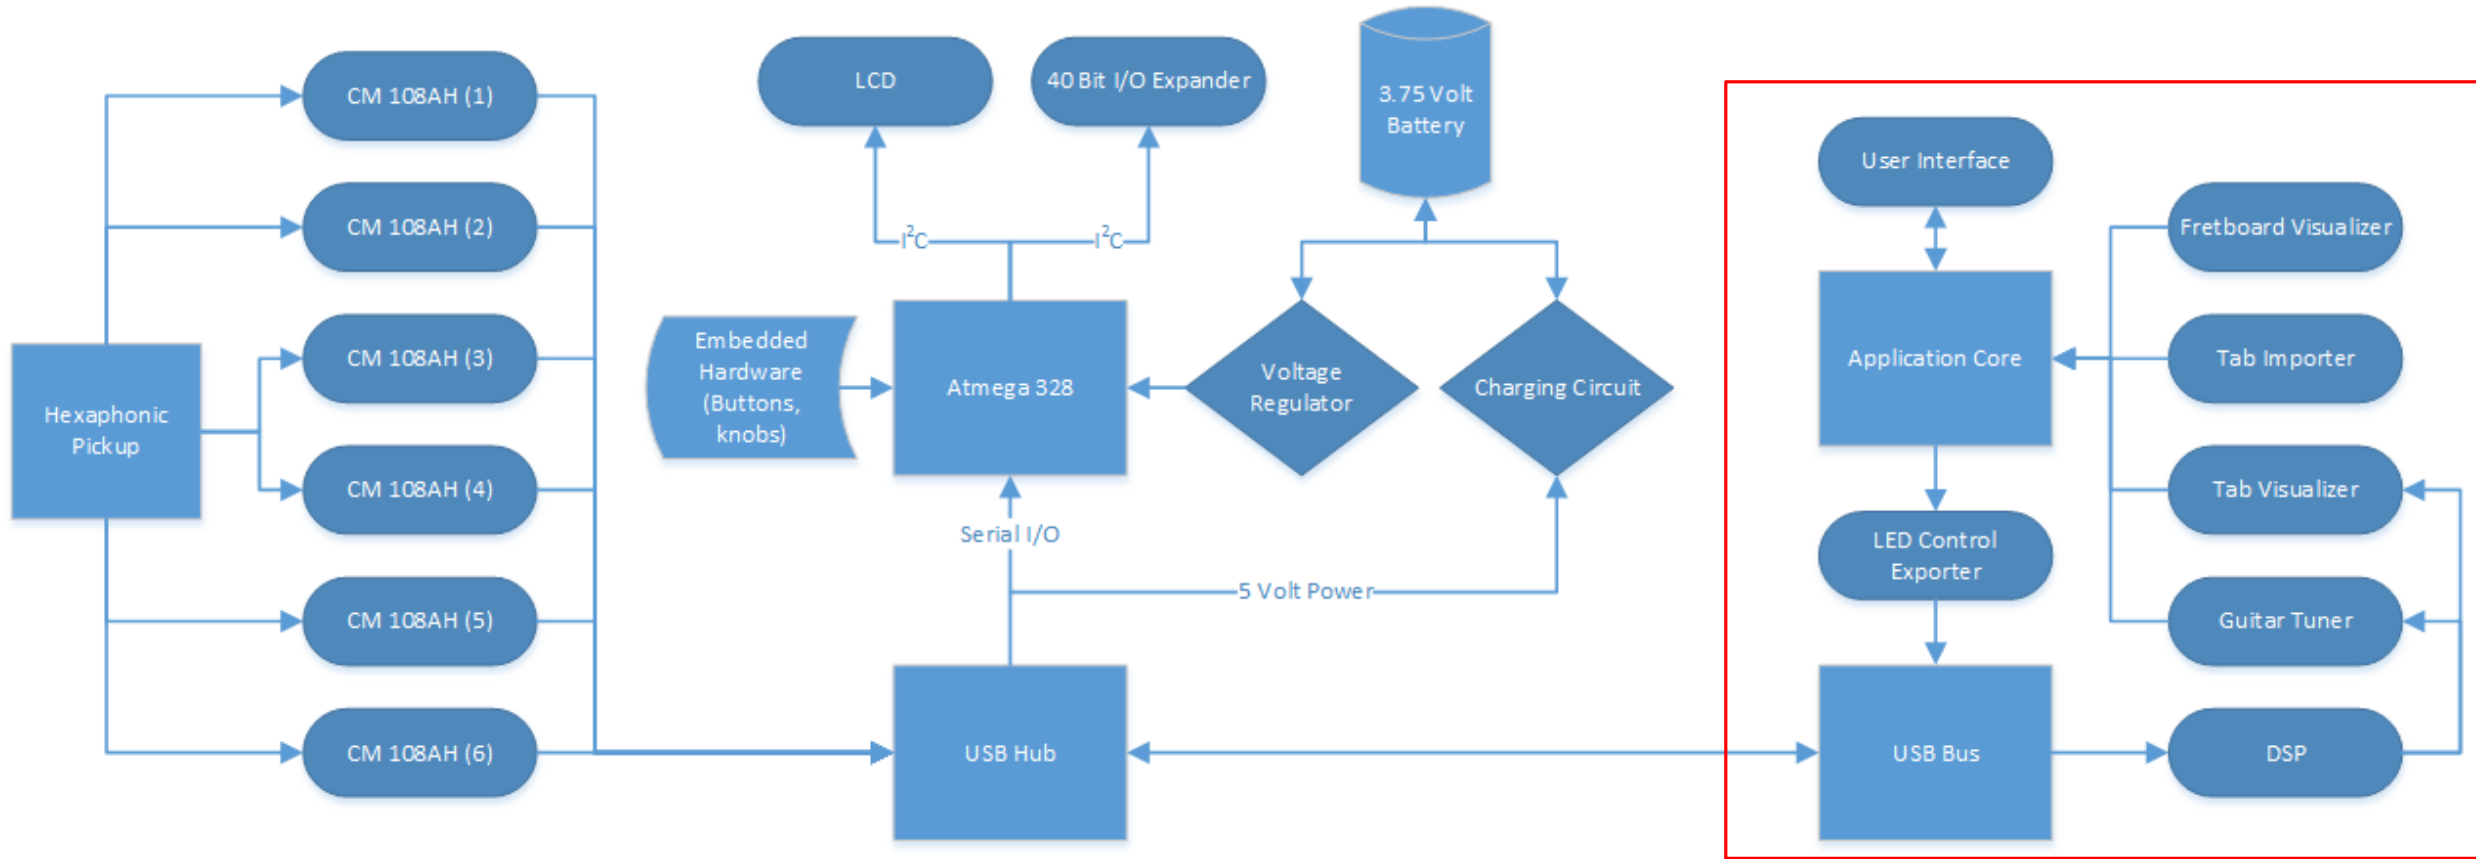 CM 108AH (1)
CM 108AH (2)
CM 108AH (3)
CM 108AH (4)
CM 108AH (5)
CM 108AH (6)
Hexaphonic
Pickup
LCD
40 Bit I/O Expander
I²C
I²C
3.75 Volt
Battery
Embedded
Hardware
(Buttons,
knobs)
Atmega 328
Voltage
Regulator
Charging Circuit
Serial I/O
5 Volt Power
USB Hub
User Interface
Application Core
LED Control
Exporter
USB Bus
Fretboard Visualizer
Tab Importer
Tab Visualizer
Guitar Tuner
DSP